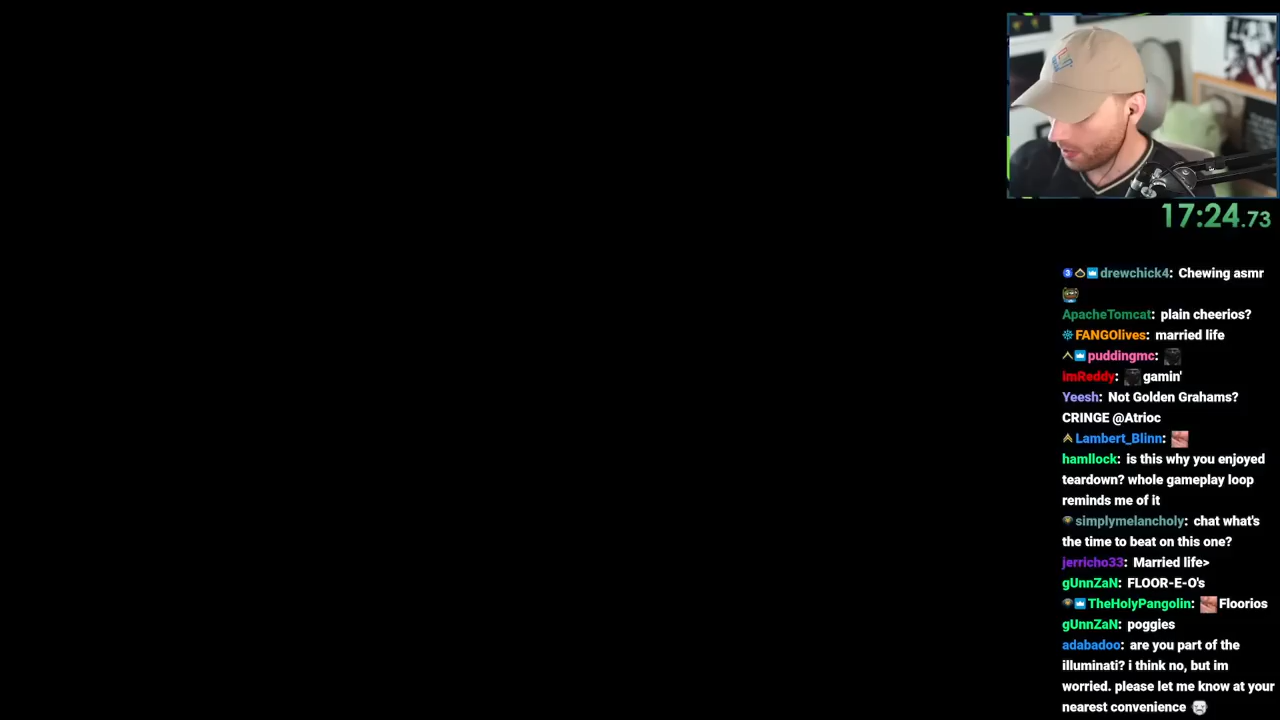 17:24.73
drewchick4: Chewing asmr
ApacheTomcat: plain cheerios?
FANGOlives: married life
puddingmc:
imReddy: gamin'
Yeesh: Not Golden Grahams?
CRINGE @Atrioc
Lambert_Blinn:
hamllock: is this why you enjoyed
teardown? whole gameplay loop
reminds me of it
simplymelancholy: chat what's
the time to beat on this one?
jerricho33: Married life>
gUnnZaN: FLOOR-E-O's
TheHolyPangolin: Floorios
gUnnZaN: poggies
adabadoo: are you part of the
illuminati? i think no, but im
worried. please let me know at your
nearest convenience